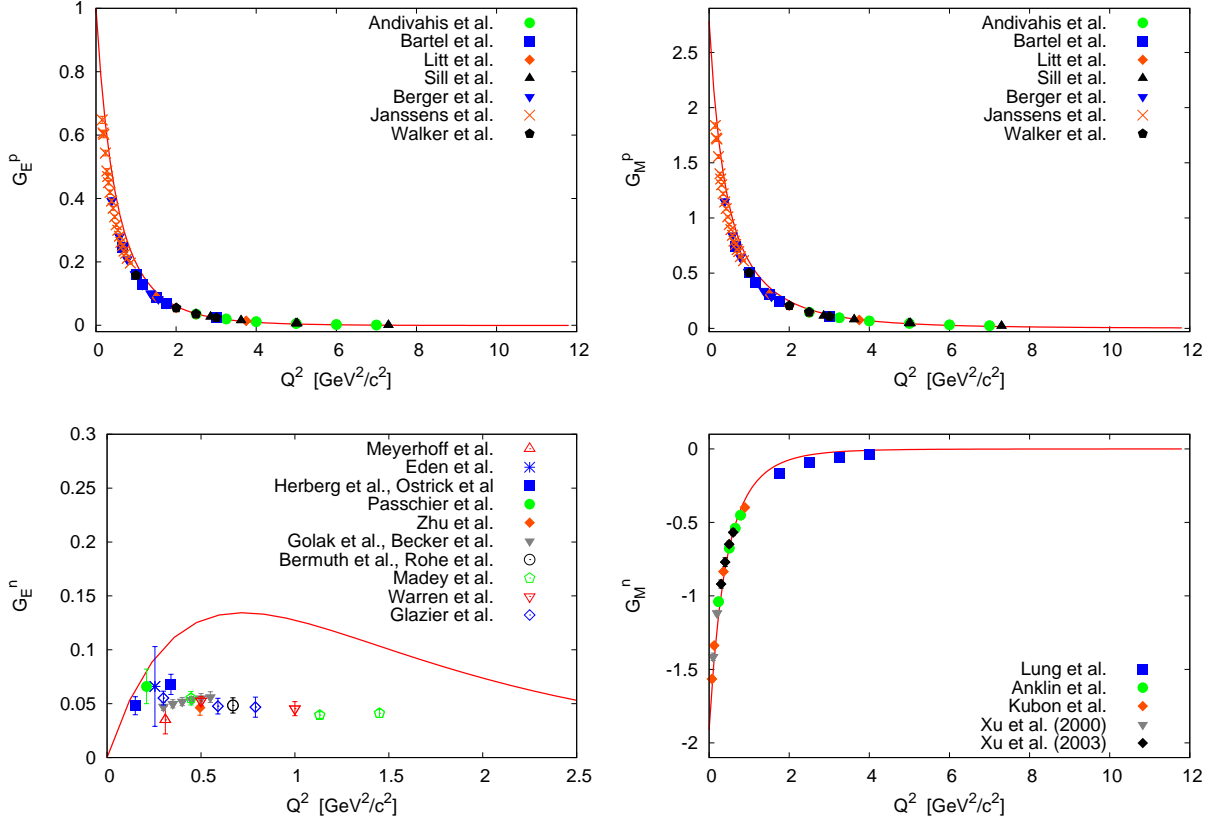 Andivahis et al.
Bartel et al.
Litt et al.
Sill et al.
Berger et al.
Janssens et al.
Walker et al.
1
0.8
0.6
0.4
0.2
0
G_E^p
0 2 4 6 8 10 12
Q^2 [GeV^2/c^2]
Andivahis et al.
Bartel et al.
Litt et al.
Sill et al.
Berger et al.
Janssens et al.
Walker et al.
2.5
2
1.5
1
0.5
0
G_M^p
0 2 4 6 8 10 12
Q^2 [GeV^2/c^2]
Meyerhoff et al.
Eden et al.
Herberg et al., Ostrick et al
Passchier et al.
Zhu et al.
Golak et al., Becker et al.
Bermuth et al., Rohe et al.
Madey et al.
Warren et al.
Glazier et al.
0.3
0.25
0.2
0.15
0.1
0.05
0
G_E^n
0 0.5 1 1.5 2 2.5
Q^2 [GeV^2/c^2]
0
-0.5
-1
-1.5
-2
G_M^n
Lung et al.
Anklin et al.
Kubon et al.
Xu et al. (2000)
Xu et al. (2003)
0 2 4 6 8 10 12
Q^2 [GeV^2/c^2]